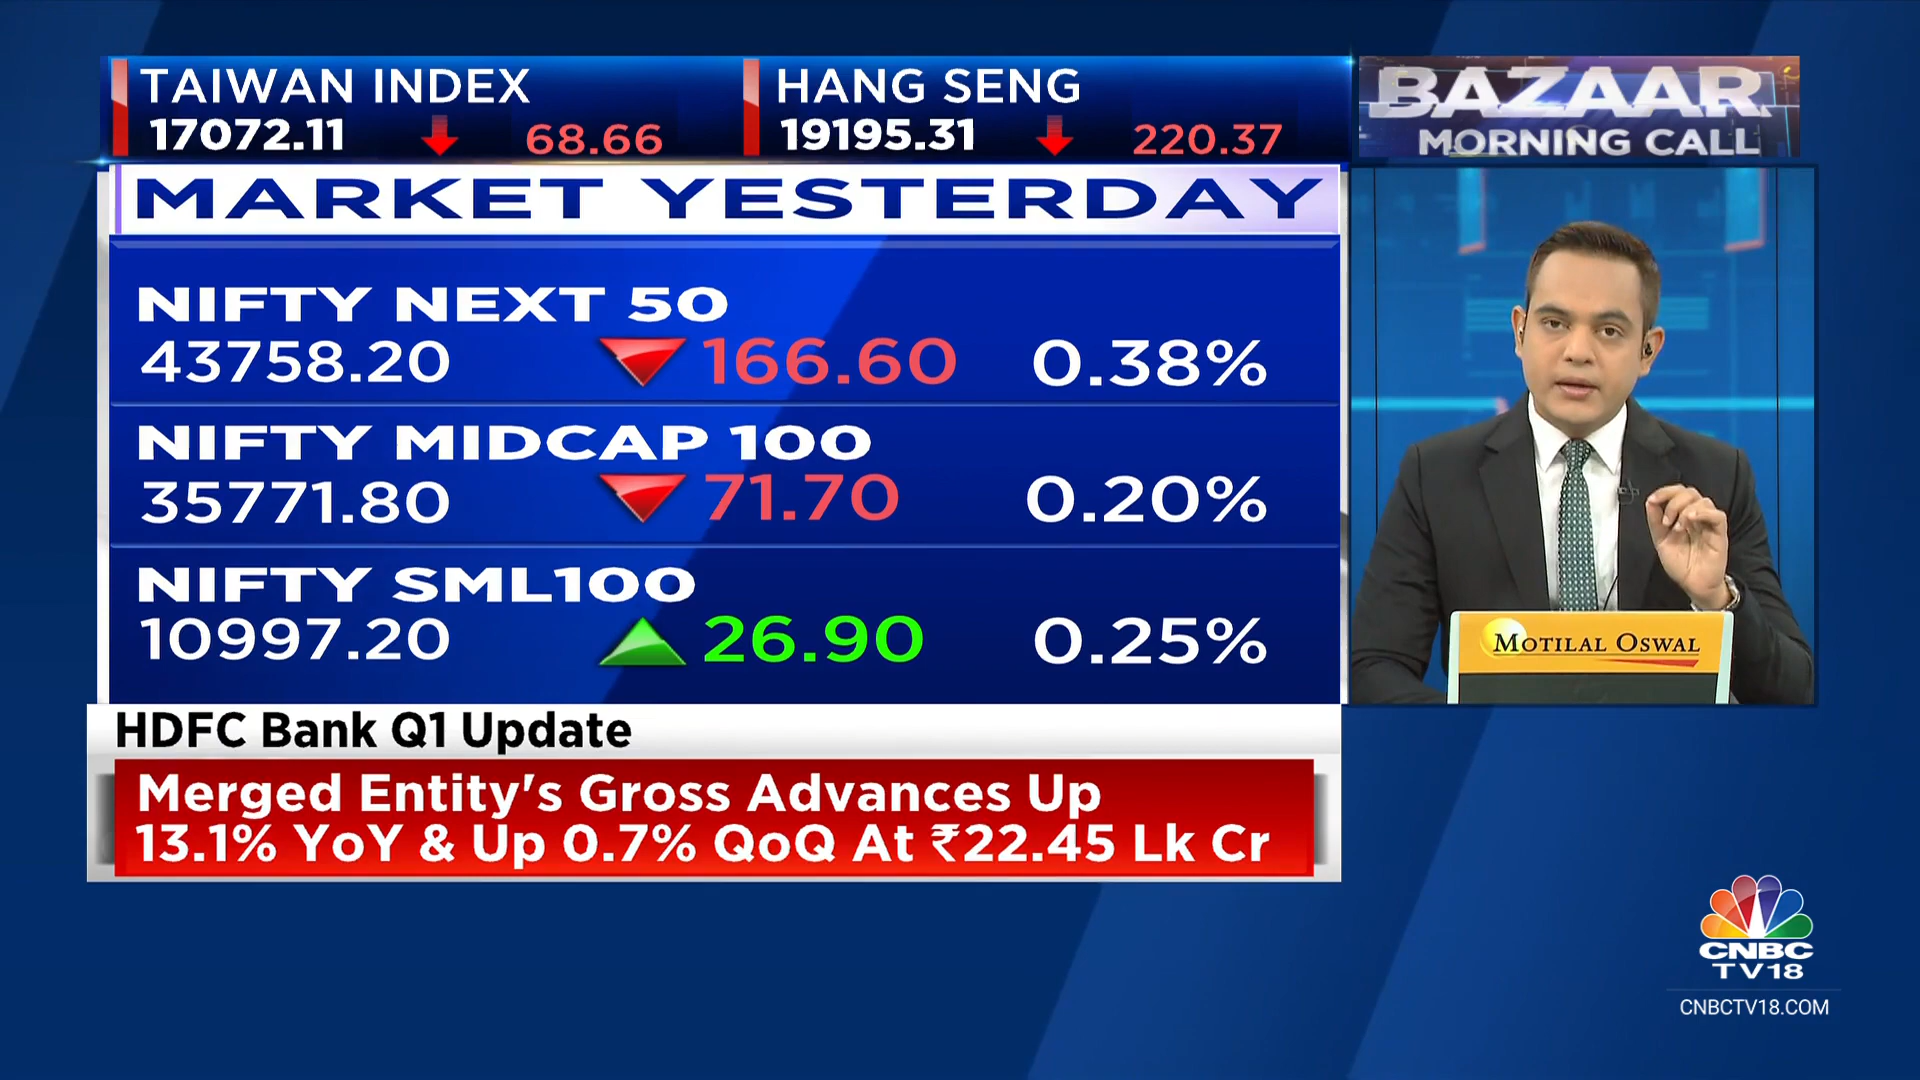 TAIWAN INDEX
17072.11 68.66
HANG SENG
19195.31 220.37
BAZAAR
MORNING CALL
MARKET YESTERDAY
NIFTY NEXT 50
43758.20 166.60 0.38%
NIFTY MIDCAP 100
35771.80 71.70 0.20%
NIFTY SML100
10997.20 26.90 0.25%
MOTILAL OSWAL
HDFC Bank Q1 Update
Merged Entity's Gross Advances Up
13.1% YoY & Up 0.7% QoQ At ₹22.45 Lk Cr
CNBC
TV18
CNBCTV18.COM